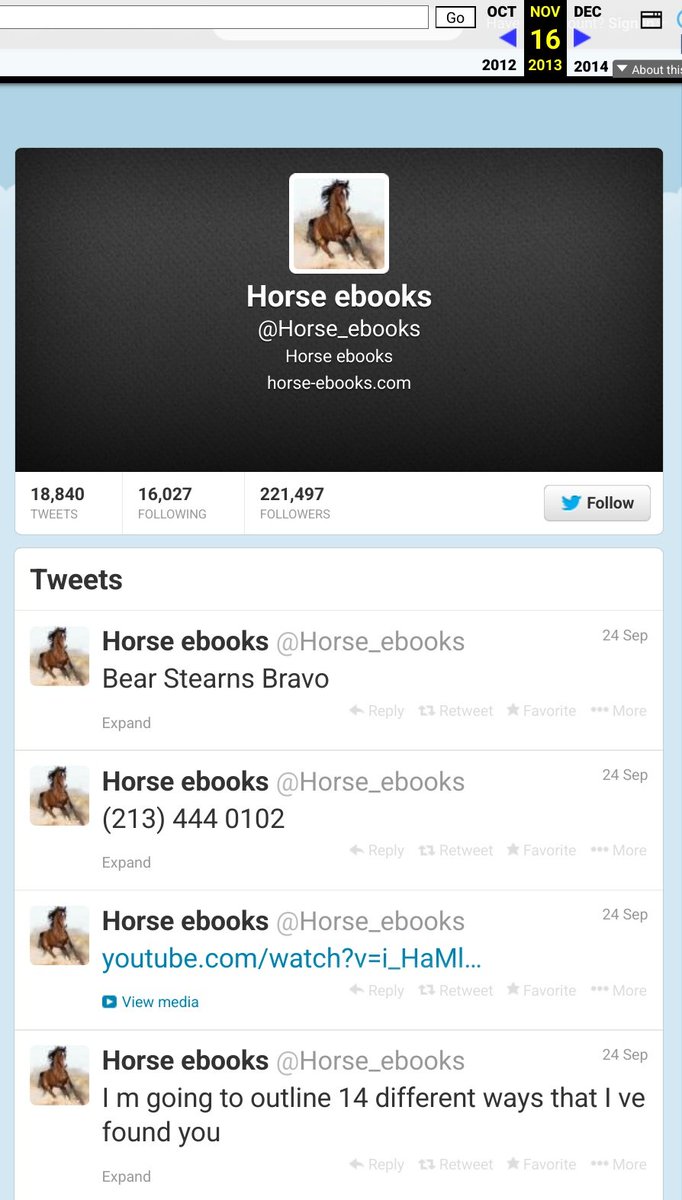 Go
OCT NOV DEC
16
2012 2013 2014
About this
Horse ebooks
@Horse_ebooks
Horse ebooks
horse-ebooks.com
18,840 16,027 221,497
TWEETS FOLLOWING FOLLOWERS
Follow
Tweets
Horse ebooks @Horse_ebooks 24 Sep
Bear Stearns Bravo
Reply Retweet Favorite More
Expand
Horse ebooks @Horse_ebooks 24 Sep
(213) 444 0102
Reply Retweet Favorite More
Expand
Horse ebooks @Horse_ebooks 24 Sep
youtube.com/watch?v=i_HaMl...
Reply Retweet Favorite More
View media
Horse ebooks @Horse_ebooks 24 Sep
I m going to outline 14 different ways that I ve
found you
Reply Retweet Favorite More
Expand